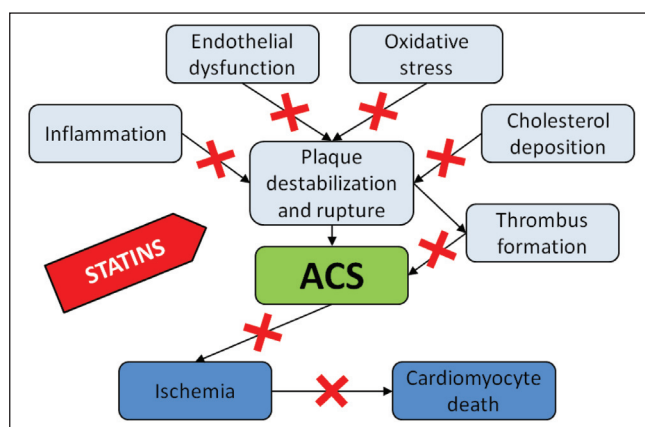 Endothelial
dysfunction
Oxidative
stress
Inflammation
Cholesterol
deposition
Plaque
destabilization
and rupture
Thrombus
formation
STATINS
ACS
Ischemia
Cardiomyocyte
death